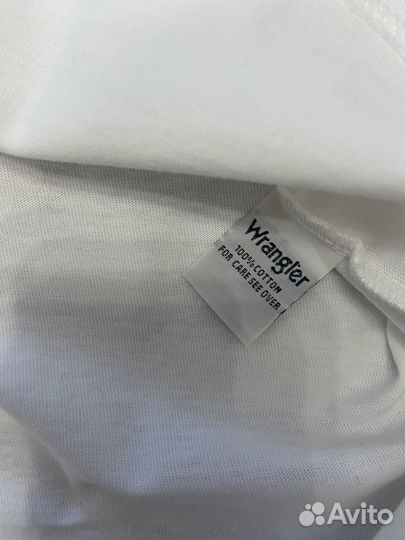 Wrangler
100% COTTON
FOR CARE SEE OVER
Avito